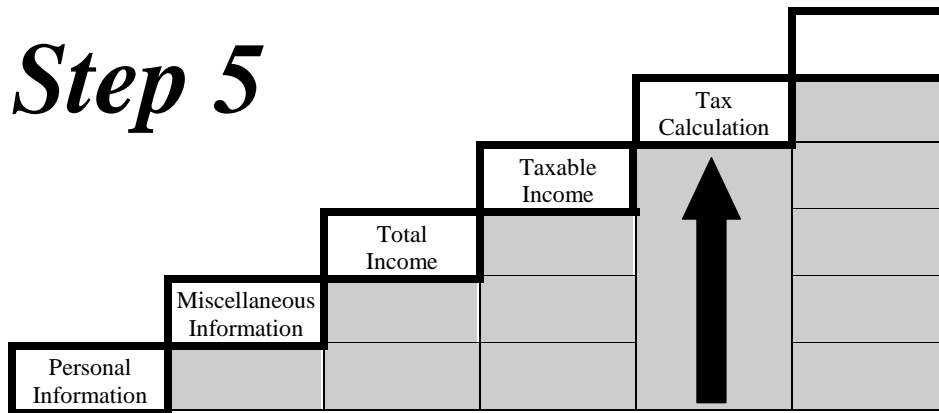 Step 5
Tax
Calculation
Taxable
Income
Total
Income
Miscellaneous
Information
Personal
Information